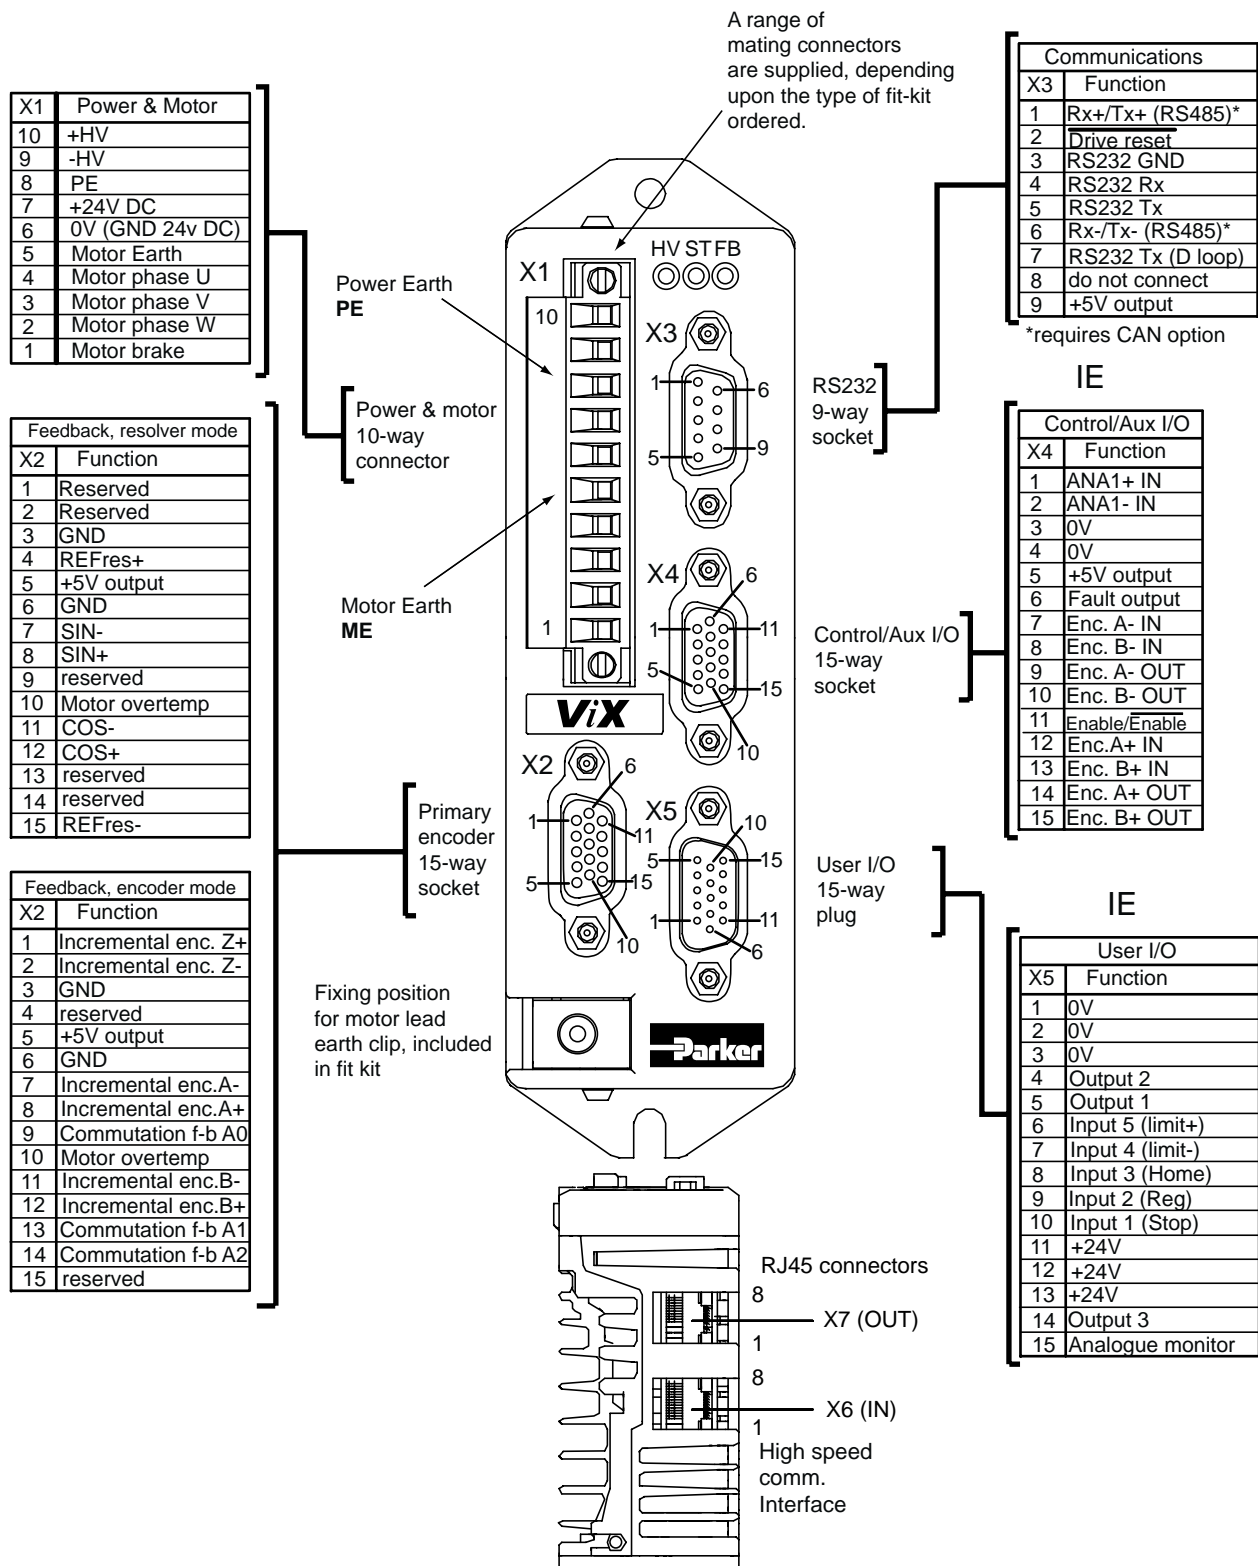 A range of
mating connectors
are supplied, depending
upon the type of fit-kit
ordered.
X1 Power & Motor
10 +HV
9 -HV
8 PE
7 +24V DC
6 0V (GND 24v DC)
5 Motor Earth
4 Motor phase U
3 Motor phase V
2 Motor phase W
1 Motor brake
Communications
X3 Function
1 Rx+/Tx+ (RS485)*
2 Drive reset
3 RS232 GND
4 RS232 Rx
5 RS232 Tx
6 Rx-/Tx- (RS485)*
7 RS232 Tx (D loop)
8 do not connect
9 +5V output
*requires CAN option
IE
Power Earth
PE
Motor Earth
ME
Power & motor
10-way
connector
X1
10
1
HV ST FB
X3
1
6
5
9
RS232
9-way
socket
Feedback, resolver mode
X2 Function
1 Reserved
2 Reserved
3 GND
4 REFres+
5 +5V output
6 GND
7 SIN-
8 SIN+
9 reserved
10 Motor overtemp
11 COS-
12 COS+
13 reserved
14 reserved
15 REFres-
X4
6
1
11
5
15
10
Control/Aux I/O
15-way
socket
Control/Aux I/O
X4 Function
1 ANA1+ IN
2 ANA1- IN
3 0V
4 0V
5 +5V output
6 Fault output
7 Enc. A- IN
8 Enc. B- IN
9 Enc. A- OUT
10 Enc. B- OUT
11 Enable/Enable
12 Enc.A+ IN
13 Enc. B+ IN
14 Enc. A+ OUT
15 Enc. B+ OUT
ViX
X2
6
1
11
5
15
10
Primary
encoder
15-way
socket
X5
10
5
15
1
11
6
User I/O
15-way
plug
IE
Feedback, encoder mode
X2 Function
1 Incremental enc. Z+
2 Incremental enc. Z-
3 GND
4 reserved
5 +5V output
6 GND
7 Incremental enc.A-
8 Incremental enc.A+
9 Commutation f-b A0
10 Motor overtemp
11 Incremental enc.B-
12 Incremental enc.B+
13 Commutation f-b A1
14 Commutation f-b A2
15 reserved
Fixing position
for motor lead
earth clip, included
in fit kit
Parker
User I/O
X5 Function
1 0V
2 0V
3 0V
4 Output 2
5 Output 1
6 Input 5 (limit+)
7 Input 4 (limit-)
8 Input 3 (Home)
9 Input 2 (Reg)
10 Input 1 (Stop)
11 +24V
12 +24V
13 +24V
14 Output 3
15 Analogue monitor
RJ45 connectors
8
X7 (OUT)
1
8
X6 (IN)
1
High speed
comm.
Interface